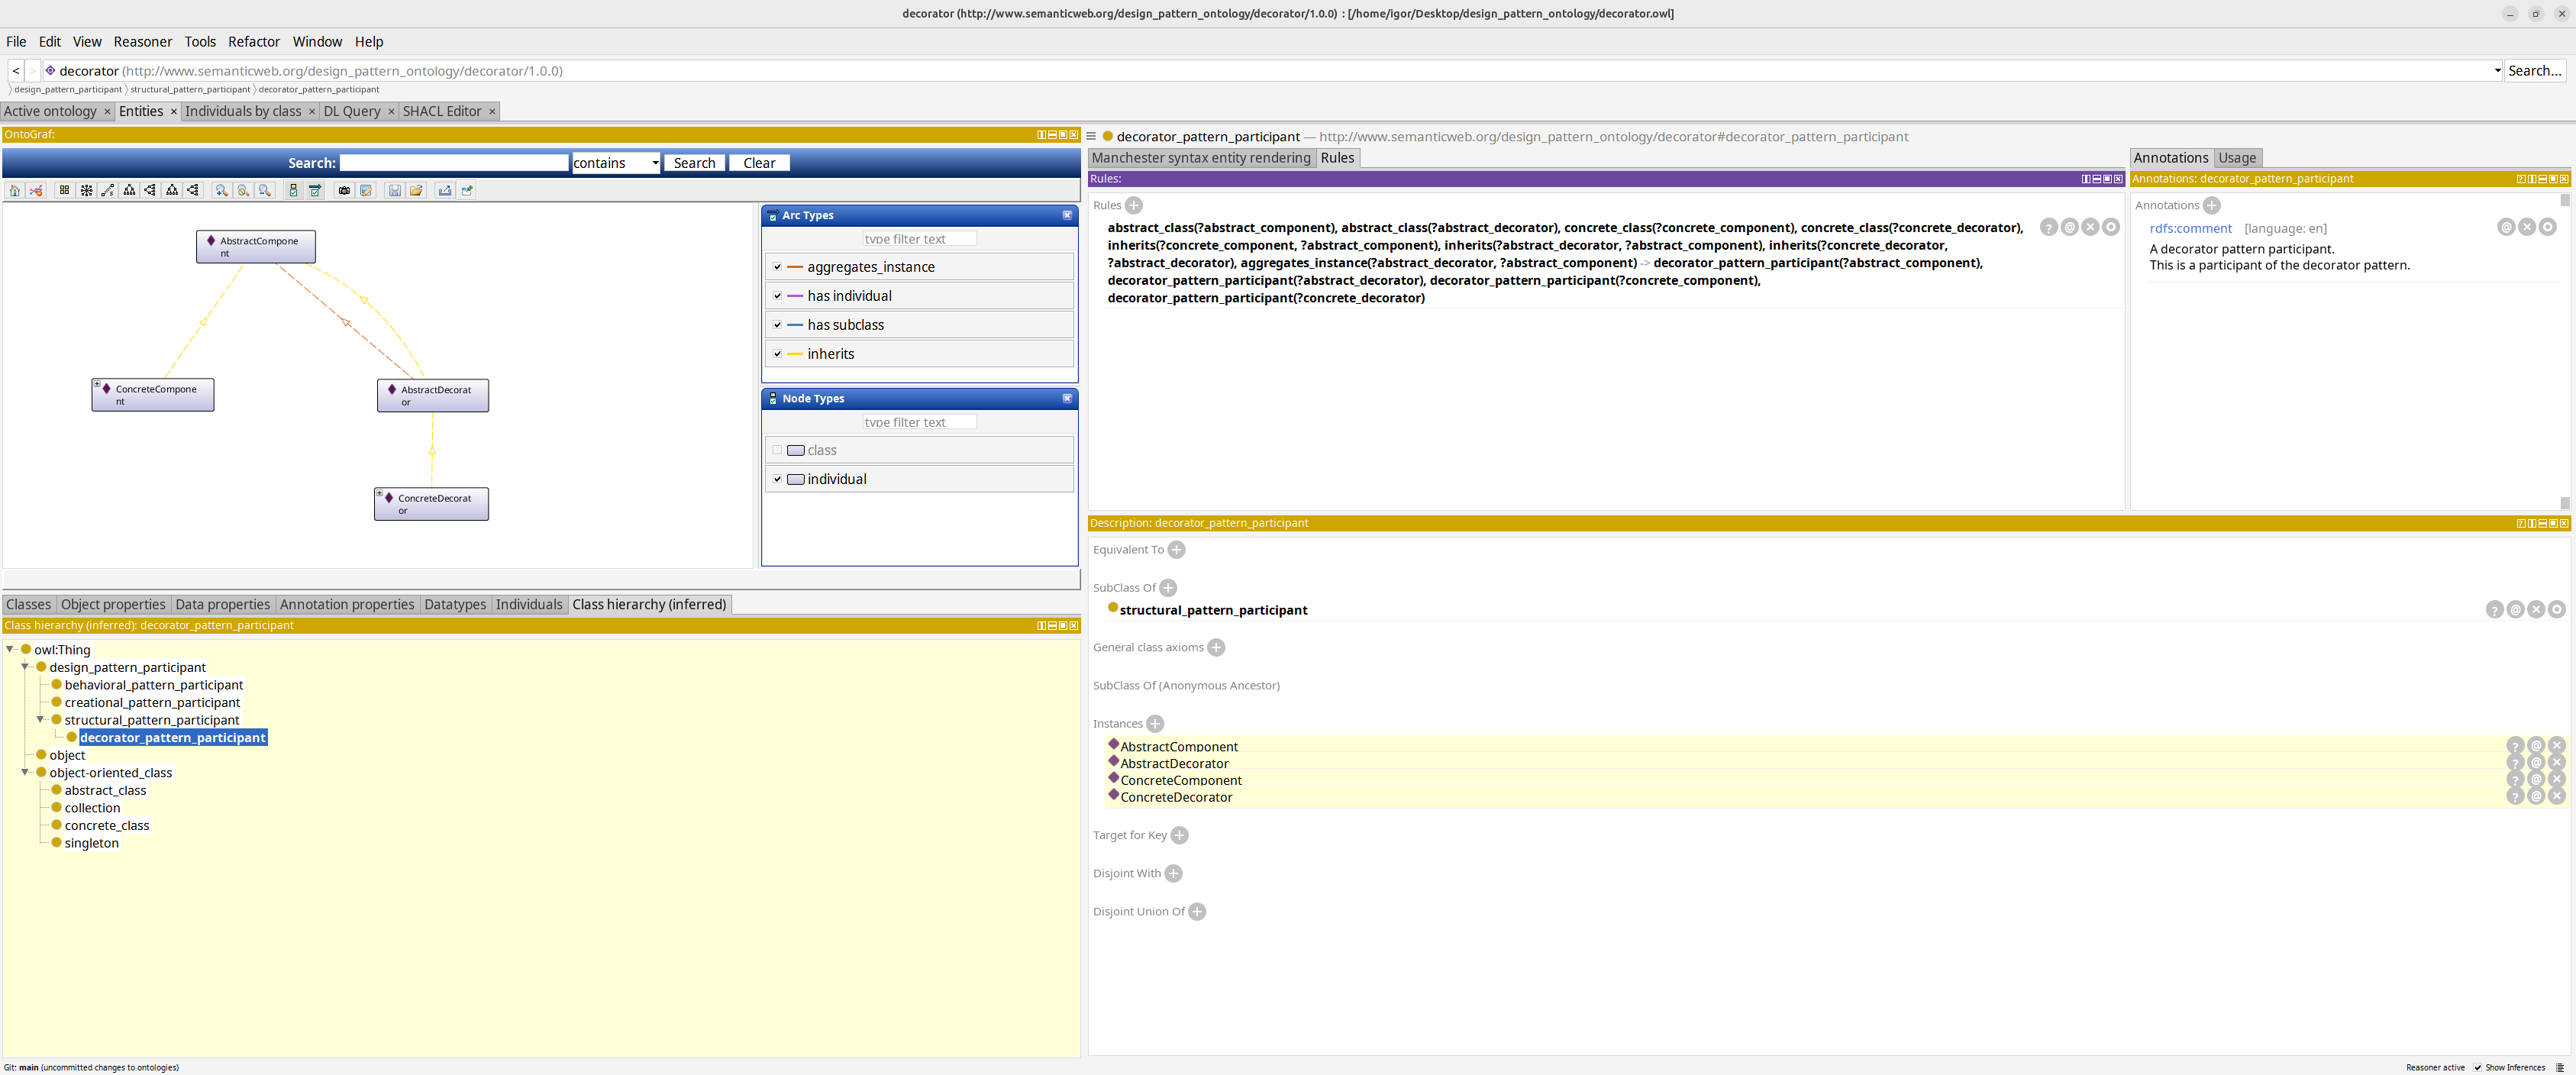 decorator (http://www.semanticweb.org/design_pattern_ontology/decorator/1.0.0) : [/home/igor/Desktop/design_pattern_ontology/decorator.owl]
File Edit View Reasoner Tools Refactor Window Help
< > decorator (http://www.semanticweb.org/design_pattern_ontology/decorator/1.0.0) Search...
design_pattern_participant structural_pattern_participant decorator_pattern_participant
Active ontology × Entities × Individuals by class × DL Query × SHACL Editor ×
OntoGraf:
Search: contains Search Clear
AbstractCompone
nt
ConcreteCompone
nt
AbstractDecorat
or
ConcreteDecorat
or
Arc Types
type filter text
aggregates_instance
has individual
has subclass
inherits
Node Types
type filter text
class
individual
Classes Object properties Data properties Annotation properties Datatypes Individuals Class hierarchy (inferred)
Class hierarchy (inferred): decorator_pattern_participant
owl:Thing
design_pattern_participant
behavioral_pattern_participant
creational_pattern_participant
structural_pattern_participant
decorator_pattern_participant
object
object-oriented_class
abstract_class
collection
concrete_class
singleton
decorator_pattern_participant — http://www.semanticweb.org/design_pattern_ontology/decorator#decorator_pattern_participant
Manchester syntax entity rendering Rules
Rules:
Rules
abstract_class(?abstract_component), abstract_class(?abstract_decorator), concrete_class(?concrete_component), concrete_class(?concrete_decorator),
inherits(?concrete_component, ?abstract_component), inherits(?abstract_decorator, ?abstract_component), inherits(?concrete_decorator,
?abstract_decorator), aggregates_instance(?abstract_decorator, ?abstract_component) -> decorator_pattern_participant(?abstract_component),
decorator_pattern_participant(?abstract_decorator), decorator_pattern_participant(?concrete_component),
decorator_pattern_participant(?concrete_decorator)
Annotations Usage
Annotations: decorator_pattern_participant
Annotations
rdfs:comment [language: en]
A decorator pattern participant.
This is a participant of the decorator pattern.
Description: decorator_pattern_participant
Equivalent To
SubClass Of
structural_pattern_participant
General class axioms
SubClass Of (Anonymous Ancestor)
Instances
AbstractComponent
AbstractDecorator
ConcreteComponent
ConcreteDecorator
Target for Key
Disjoint With
Disjoint Union Of
Git: main (uncommitted changes to ontologies)
Reasoner active Show Inferences